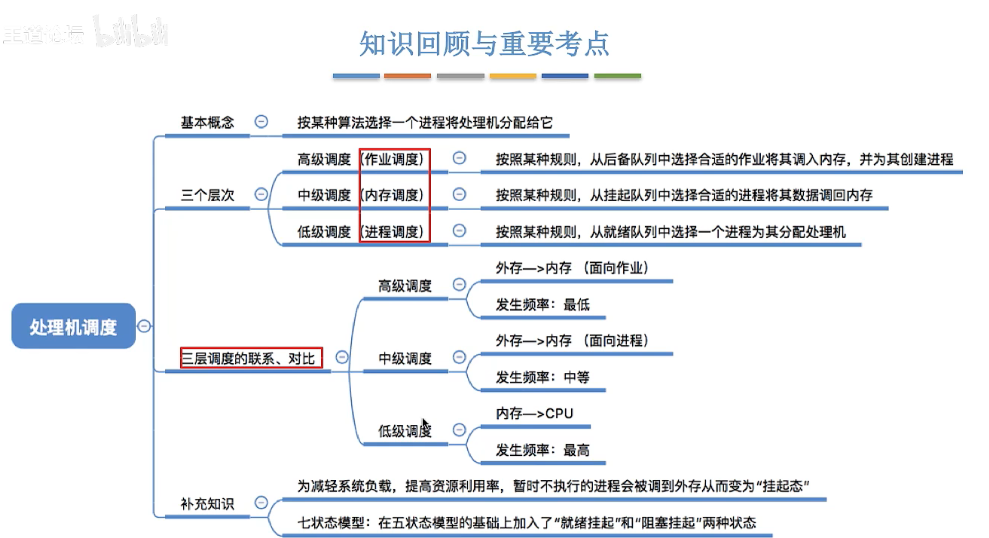 bilibili
知识回顾与重要考点
基本概念
按某种算法选择一个进程将处理机分配给它
三个层次
高级调度（作业调度）
按照某种规则，从后备队列中选择合适的作业将其调入内存，并为其创建进程
中级调度（内存调度）
按照某种规则，从挂起队列中选择合适的进程将其数据调回内存
低级调度（进程调度）
按照某种规则，从就绪队列中选择一个进程为其分配处理机
处理机调度
三层调度的联系、对比
高级调度
外存—>内存 （面向作业）
发生频率：最低
中级调度
外存—>内存 （面向进程）
发生频率：中等
低级调度
内存—>CPU
发生频率：最高
补充知识
为减轻系统负载，提高资源利用率，暂时不执行的进程会被调到外存从而变为“挂起态”
七状态模型：在五状态模型的基础上加入了“就绪挂起”和“阻塞挂起”两种状态